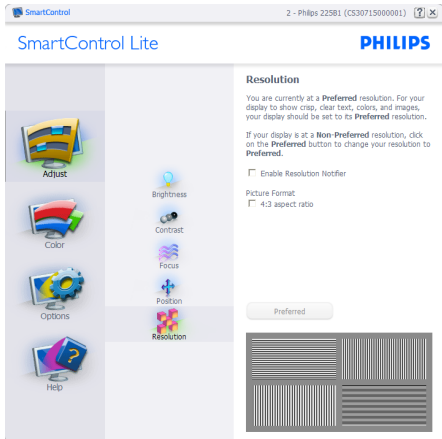 SmartControl
2 - Philips 225B1 (CS30715000001)
SmartControl Lite
PHILIPS
Adjust
Color
Options
Help
Brightness
Contrast
Focus
Position
Resolution
Resolution
You are currently at a Preferred resolution. For your
display to show crisp, clear text, colors, and images,
your display should be set to its Preferred resolution.
If your display is at a Non-Preferred resolution, click
on the Preferred button to change your resolution to
Preferred.
Enable Resolution Notifier
Picture Format
4:3 aspect ratio
Preferred